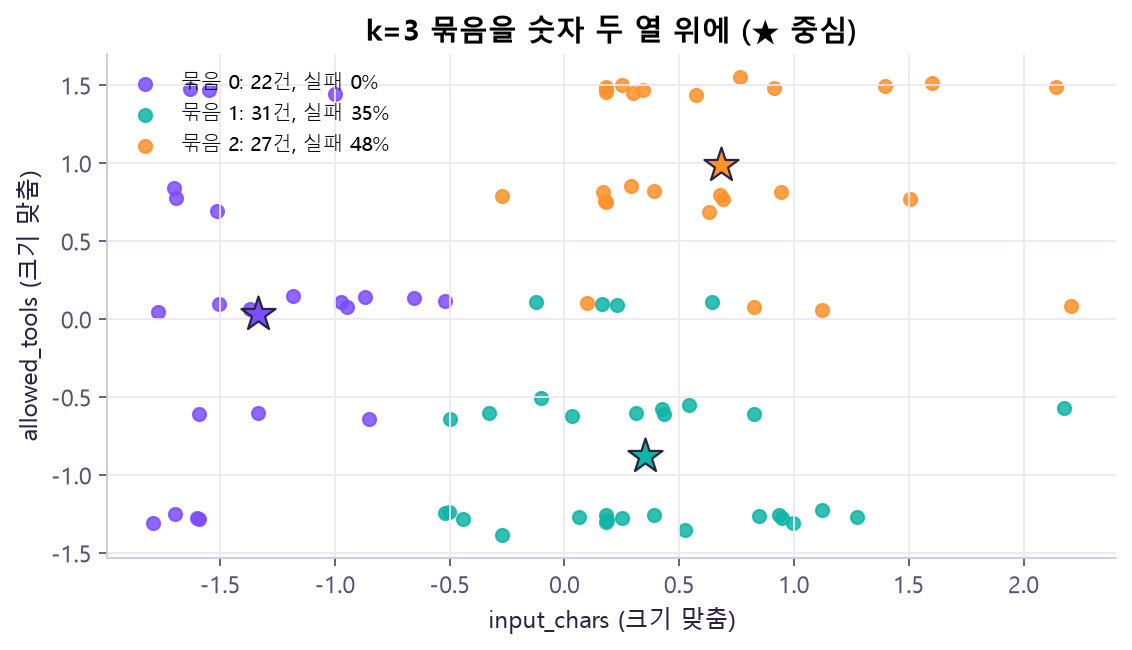 k=3 묶음을 숫자 두 열 위에 (★ 중심)
묶음 0: 22건, 실패 0%
묶음 1: 31건, 실패 35%
묶음 2: 27건, 실패 48%
allowed_tools (크기 맞춤)
1.5
1.0
0.5
0.0
-0.5
-1.0
-1.5
-1.5
-1.0
-0.5
0.0
0.5
1.0
1.5
2.0
input_chars (크기 맞춤)